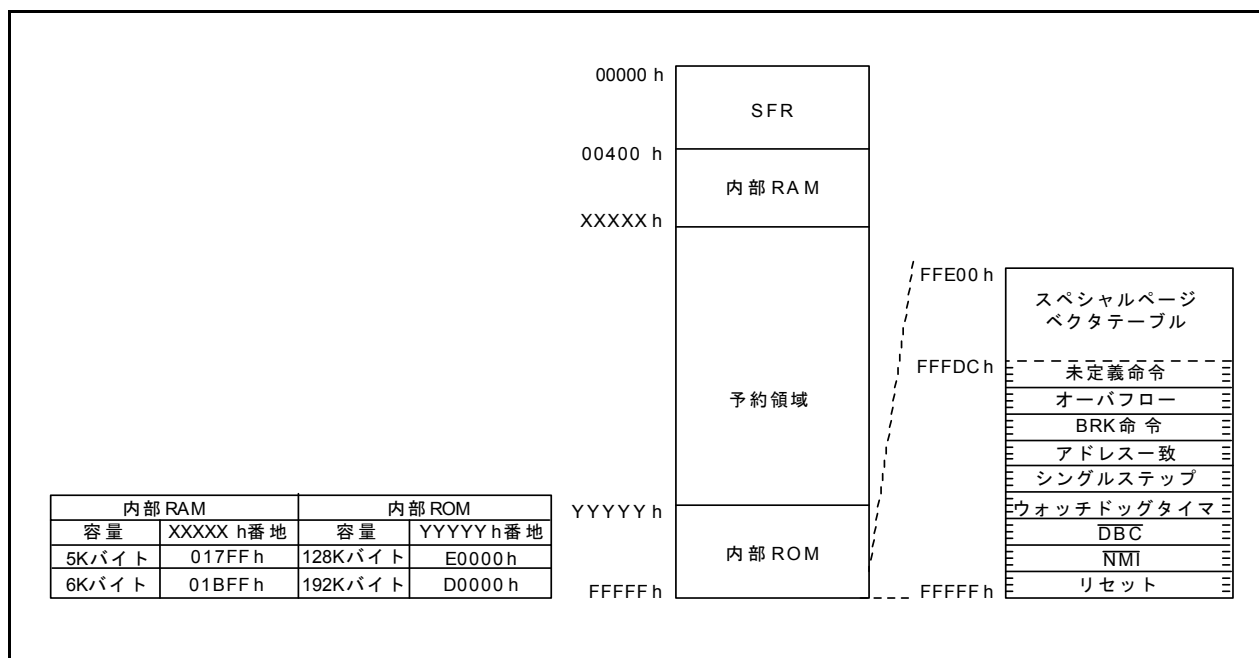 00000 h
SFR
00400 h
内部RAM
XXXXX h
予約領域
YYYYY h
内部ROM
FFFFF h
FFE00 h
スペシャルページ
ベクタテーブル
FFFDC h
未定義命令
オーバフロー
BRK命令
アドレス一致
シングルステップ
ウォッチドッグタイマ
DBC
NMI
リセット
FFFFF h
内部RAM 内部ROM
容量 XXXXX h番地 容量 YYYYY h番地
5Kバイト 017FF h 128Kバイト E0000 h
6Kバイト 01BFF h 192Kバイト D0000 h